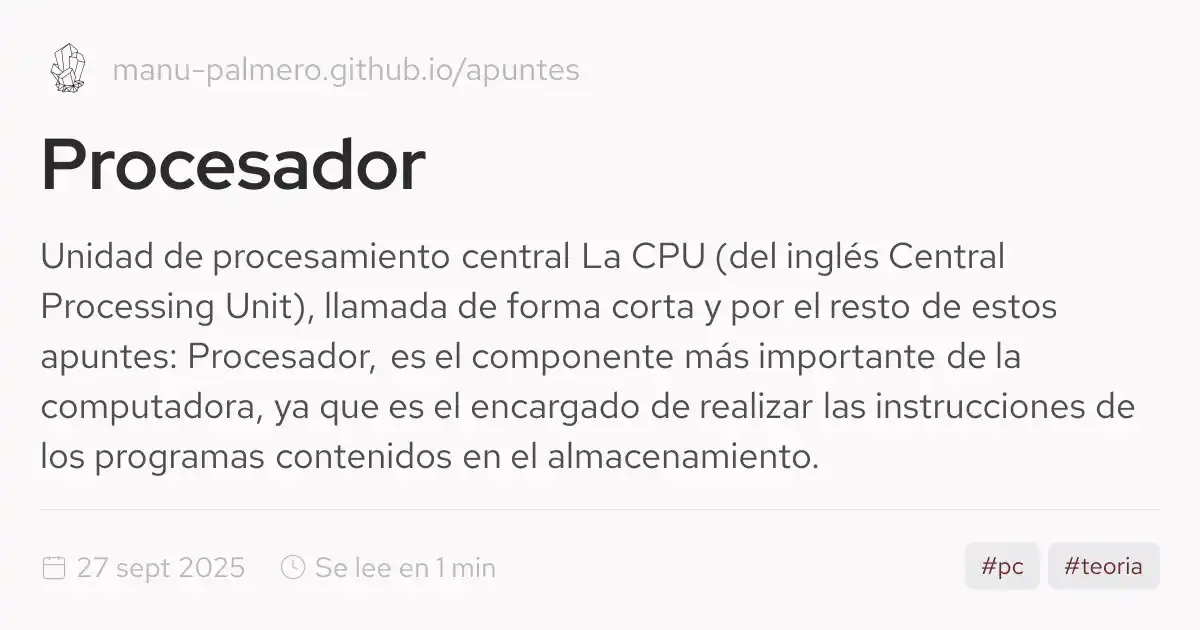 manu-palmero.github.io/apuntes
Procesador
Unidad de procesamiento central La CPU (del inglés Central
Processing Unit), llamada de forma corta y por el resto de estos
apuntes: Procesador, es el componente más importante de la
computadora, ya que es el encargado de realizar las instrucciones de
los programas contenidos en el almacenamiento.
27 sept 2025 Se lee en 1 min #pc #teoria